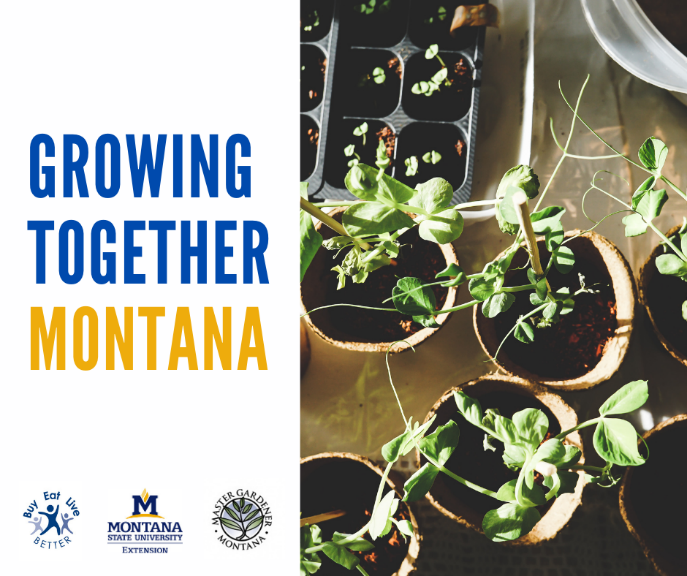 GROWING
TOGETHER
MONTANA
Buy Eat Live
BETTER
MONTANA
STATE UNIVERSITY
EXTENSION
MASTER GARDENER
MONTANA